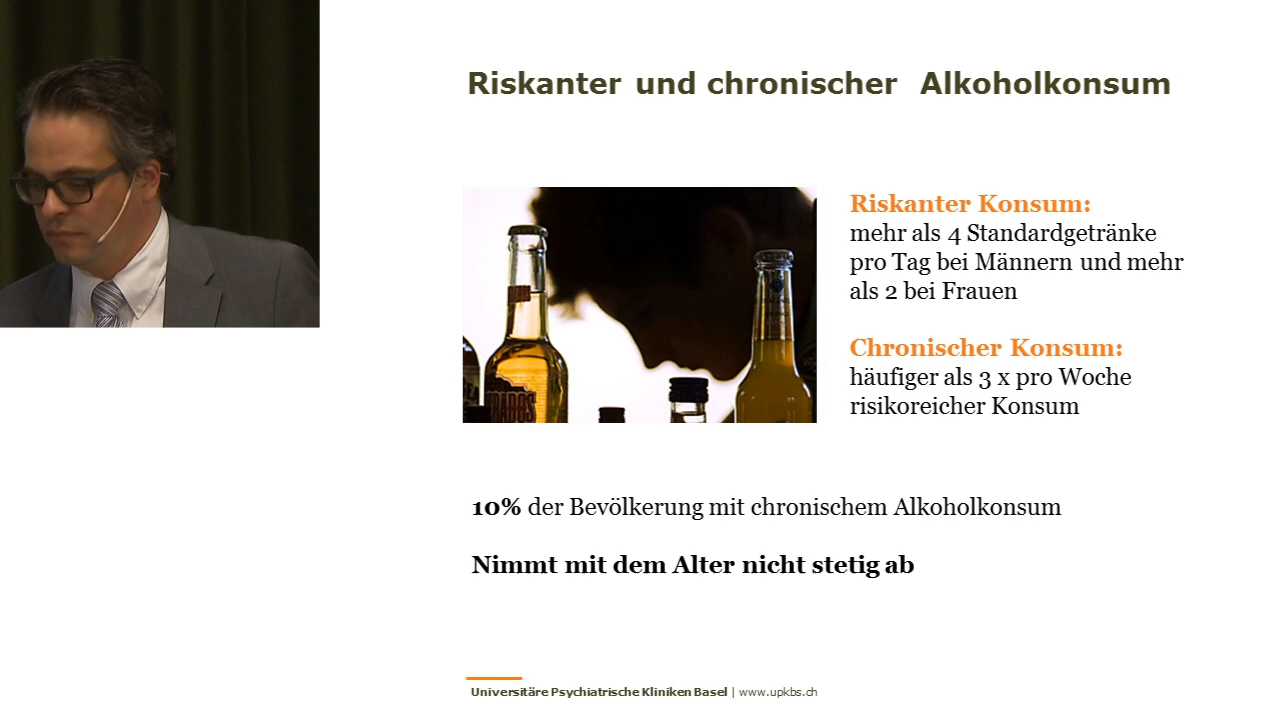 Riskanter und chronischer Alkoholkonsum
Riskanter Konsum:
mehr als 4 Standardgetränke
pro Tag bei Männern und mehr
als 2 bei Frauen
Chronischer Konsum:
häufiger als 3 x pro Woche
risikoreicher Konsum
10% der Bevölkerung mit chronischem Alkoholkonsum
Nimmt mit dem Alter nicht stetig ab
Universitäre Psychiatrische Kliniken Basel | www.upkbs.ch